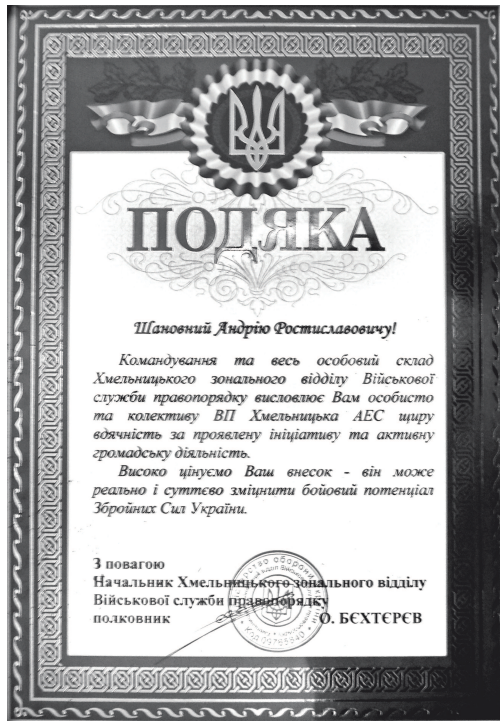 ПОДЯКА
Шановний Андрію Ростиславовичу!
Командування та весь особовий склад
Хмельницького зонального відділу Військової
служби правопорядку висловлює Вам особисто
та колективу ВП Хмельницька АЕС щиру
вдячність за проявлену ініціативу та активну
громадську діяльність.
Високо цінуємо Ваш внесок - він може
реально і суттєво зміцнити бойовий потенціал
Збройних Сил України.
З повагою
Начальник Хмельницького зонального відділу
Військової служби правопорядку
полковник О. БЄХТЄРЄВ